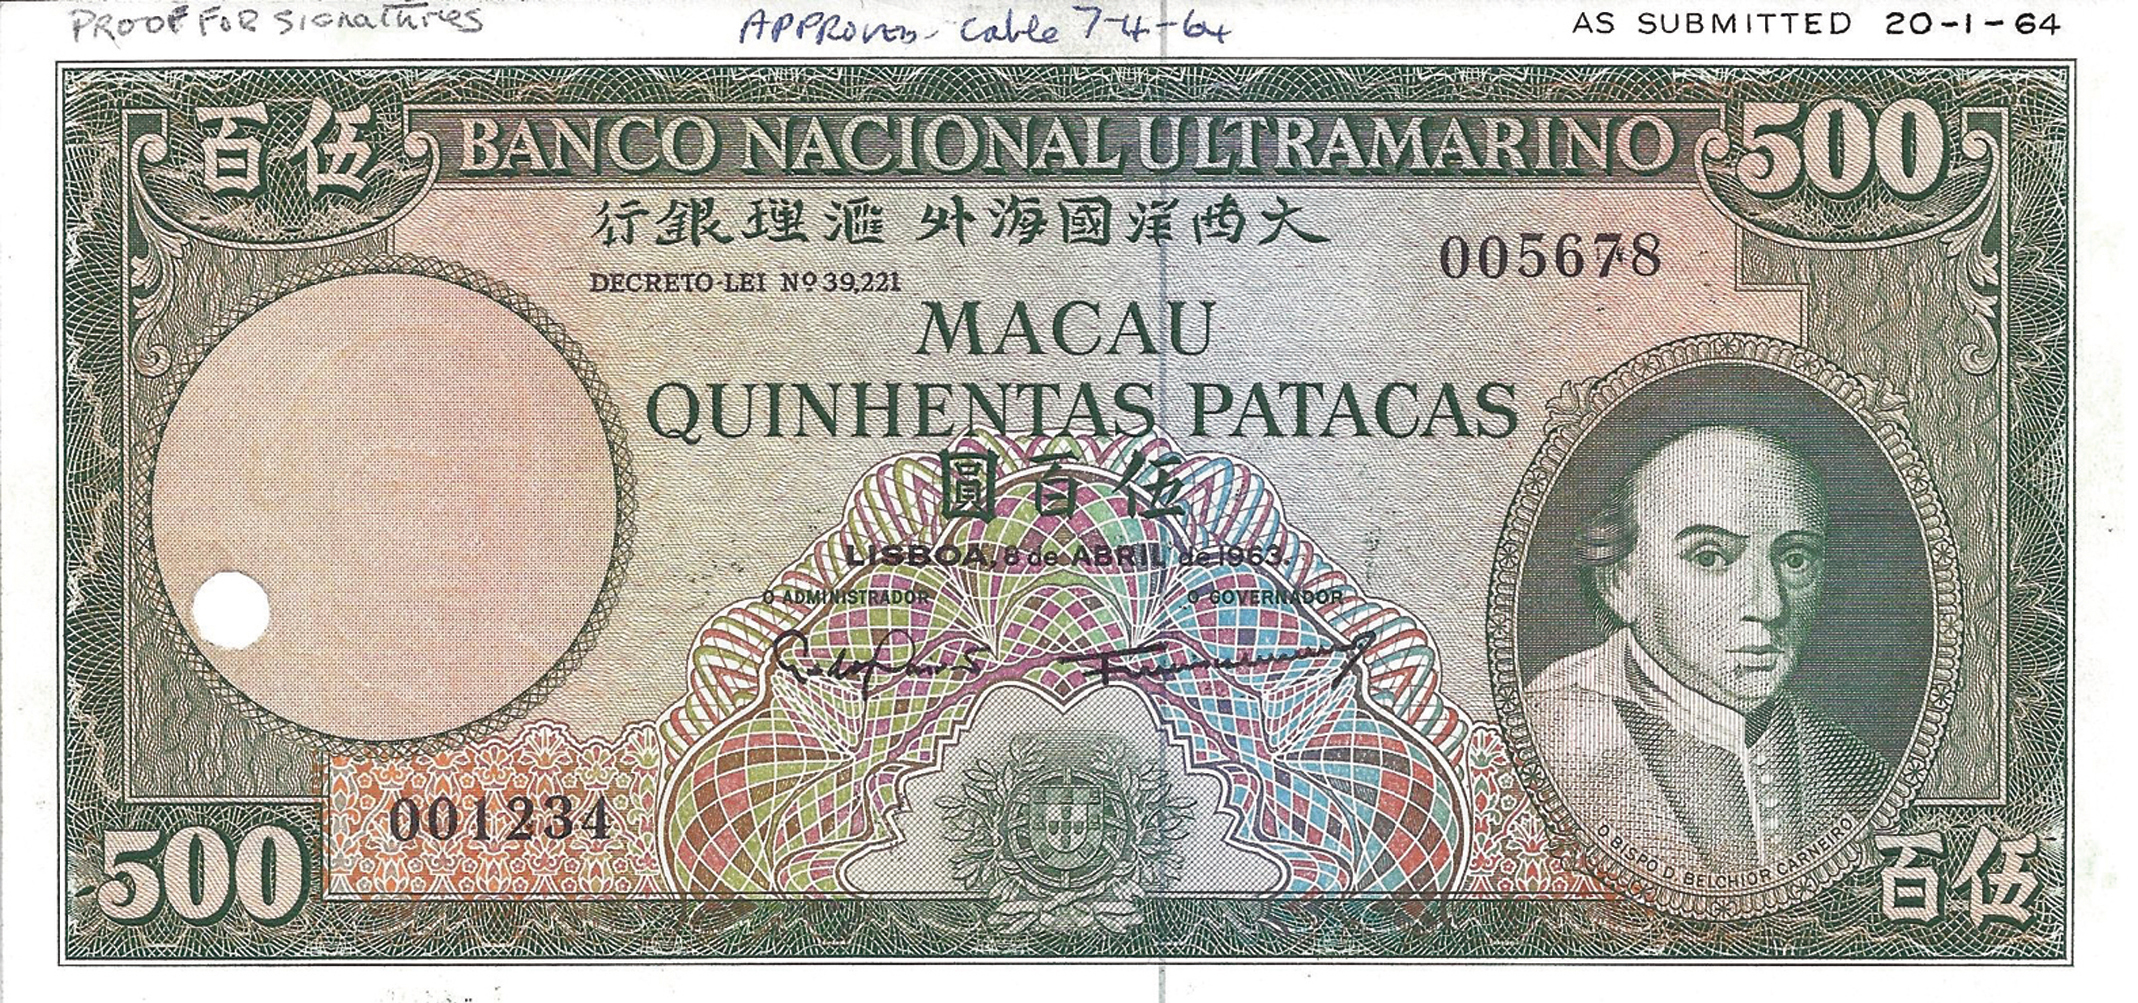 PROOF FOR Signatures
APPROVED - Cable 7-4-64
AS SUBMITTED 20-1-64
伍百
BANCO NACIONAL ULTRAMARINO
500
大西洋國海外滙理銀行
005678
DECRETO-LEI Nº 39,221
MACAU
QUINHENTAS PATACAS
伍百圓
LISBOA, 8 de ABRIL de 1963.
O ADMINISTRADOR
O GOVERNADOR
001234
500
O BISPO D. BELCHIOR CARNEIRO
伍百